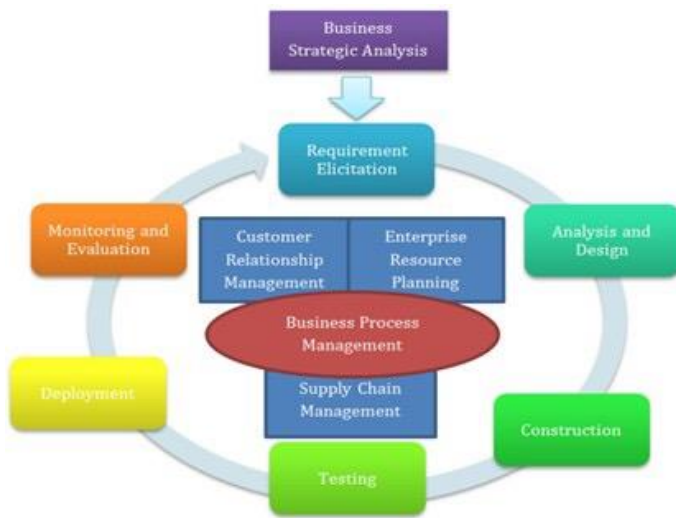 Business
Strategic Analysis
Requirement
Elicitation
Monitoring and
Evaluation
Customer
Relationship
Management
Enterprise
Resource
Planning
Analysis and
Design
Business Process
Management
Deployment
Supply Chain
Management
Construction
Testing